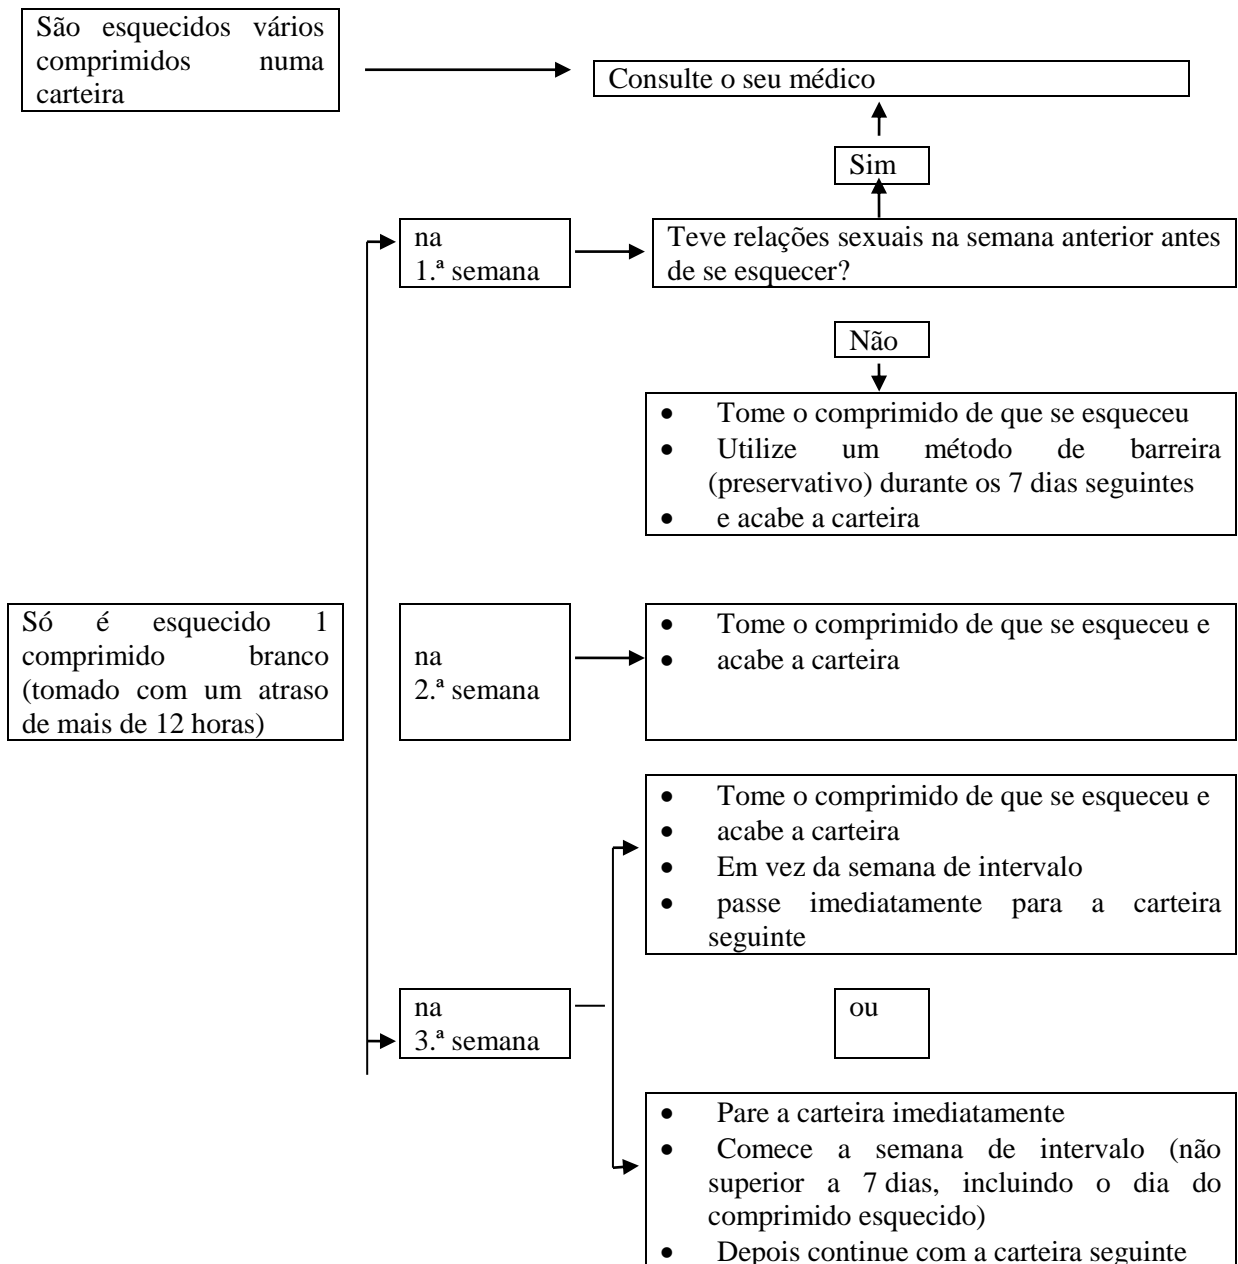 São esquecidos vários
comprimidos numa
carteira
Consulte o seu médico
Sim
na
1.ª semana
Teve relações sexuais na semana anterior antes
de se esquecer?
Não
• Tome o comprimido de que se esqueceu
• Utilize um método de barreira
(preservativo) durante os 7 dias seguintes
• e acabe a carteira
Só é esquecido 1
comprimido branco
(tomado com um atraso
de mais de 12 horas)
na
2.ª semana
• Tome o comprimido de que se esqueceu e
• acabe a carteira
• Tome o comprimido de que se esqueceu e
• acabe a carteira
• Em vez da semana de intervalo
• passe imediatamente para a carteira
seguinte
na
3.ª semana
ou
• Pare a carteira imediatamente
• Comece a semana de intervalo (não
superior a 7 dias, incluindo o dia do
comprimido esquecido)
• Depois continue com a carteira seguinte